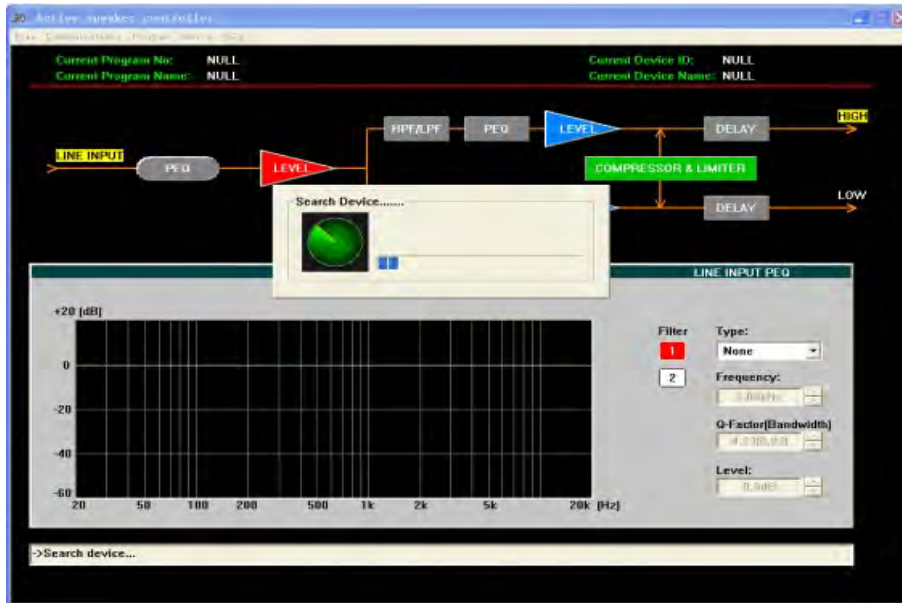 Active speaker controller
Current Program No: NULL
Current Program Name: NULL
Current Device ID: NULL
Current Device Name: NULL
HIGH
HPF/LPF
PEQ
LEVEL
DELAY
LINE INPUT
PEQ
LEVEL
COMPRESSOR & LIMITER
LOW
DELAY
Search Device.......
LINE INPUT PEQ
+20 (dB)
0
-20
-40
-60
20 50 100 200 500 1k 2k 5k 20k (Hz)
Filter
1
2
Type:
None
Frequency:
Q-Factor(Bandwidth)
Level:
0.0dB
->Search device...